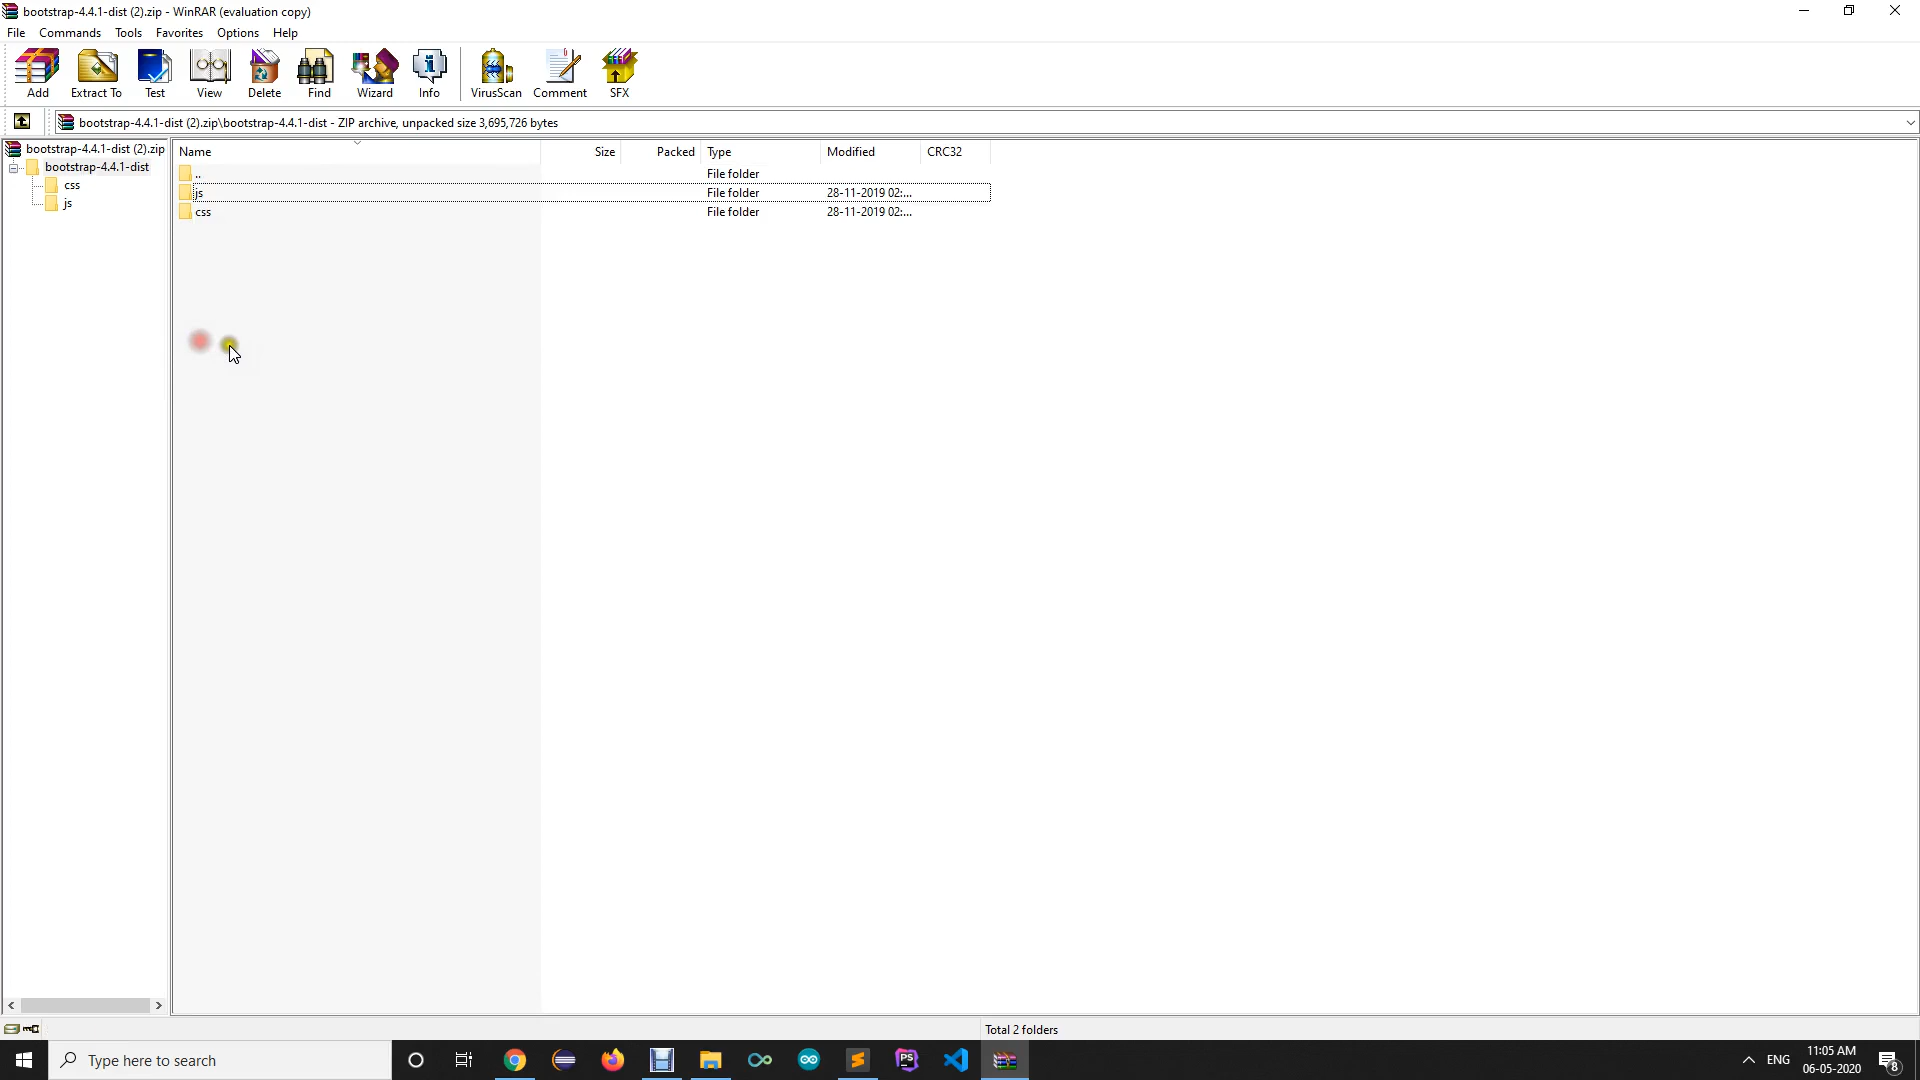 bootstrap-4.4.1-dist (2).zip - WinRAR (evaluation copy)
File Commands Tools Favorites Options Help
Add Extract To Test View Delete Find Wizard Info VirusScan Comment SFX
bootstrap-4.4.1-dist (2).zip\bootstrap-4.4.1-dist - ZIP archive, unpacked size 3,695,726 bytes
bootstrap-4.4.1-dist (2).zip
bootstrap-4.4.1-dist
css
js
Name Size Packed Type Modified CRC32
.. File folder
js File folder 28-11-2019 02:...
css File folder 28-11-2019 02:...
Total 2 folders
Type here to search
PS
ENG
11:05 AM
06-05-2020
8